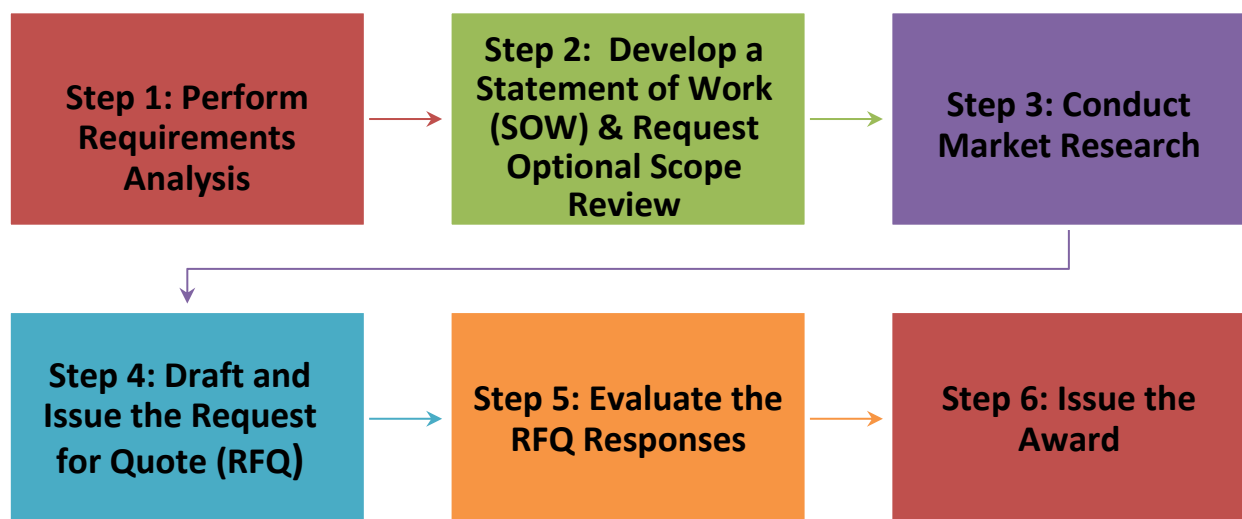 Step 1: Perform
Requirements
Analysis
Step 2:  Develop a
Statement of Work
(SOW) & Request
Optional Scope
Review
Step 3: Conduct
Market Research
Step 4: Draft and
Issue the Request
for Quote (RFQ)
Step 5: Evaluate the
RFQ Responses
Step 6: Issue the
Award